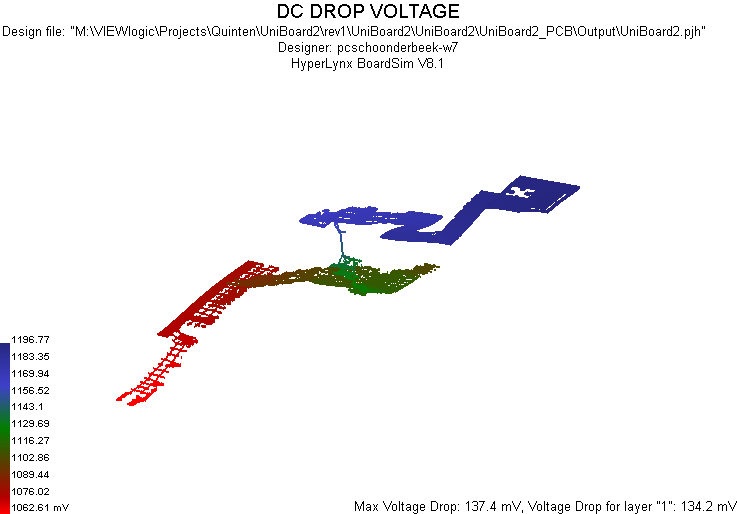 DC DROP VOLTAGE
Design file: "M:\VIEWlogic\Projects\Quinten\UniBoard2\rev1\UniBoard2\UniBoard2\UniBoard2_PCB\Output\UniBoard2.pjh"
Designer: pcschoonderbeek-w7
HyperLynx BoardSim V8.1
1196.77
1183.35
1169.94
1156.52
1143.1
1129.69
1116.27
1102.86
1089.44
1076.02
1062.61 mV
Max Voltage Drop: 137.4 mV, Voltage Drop for layer "1": 134.2 mV